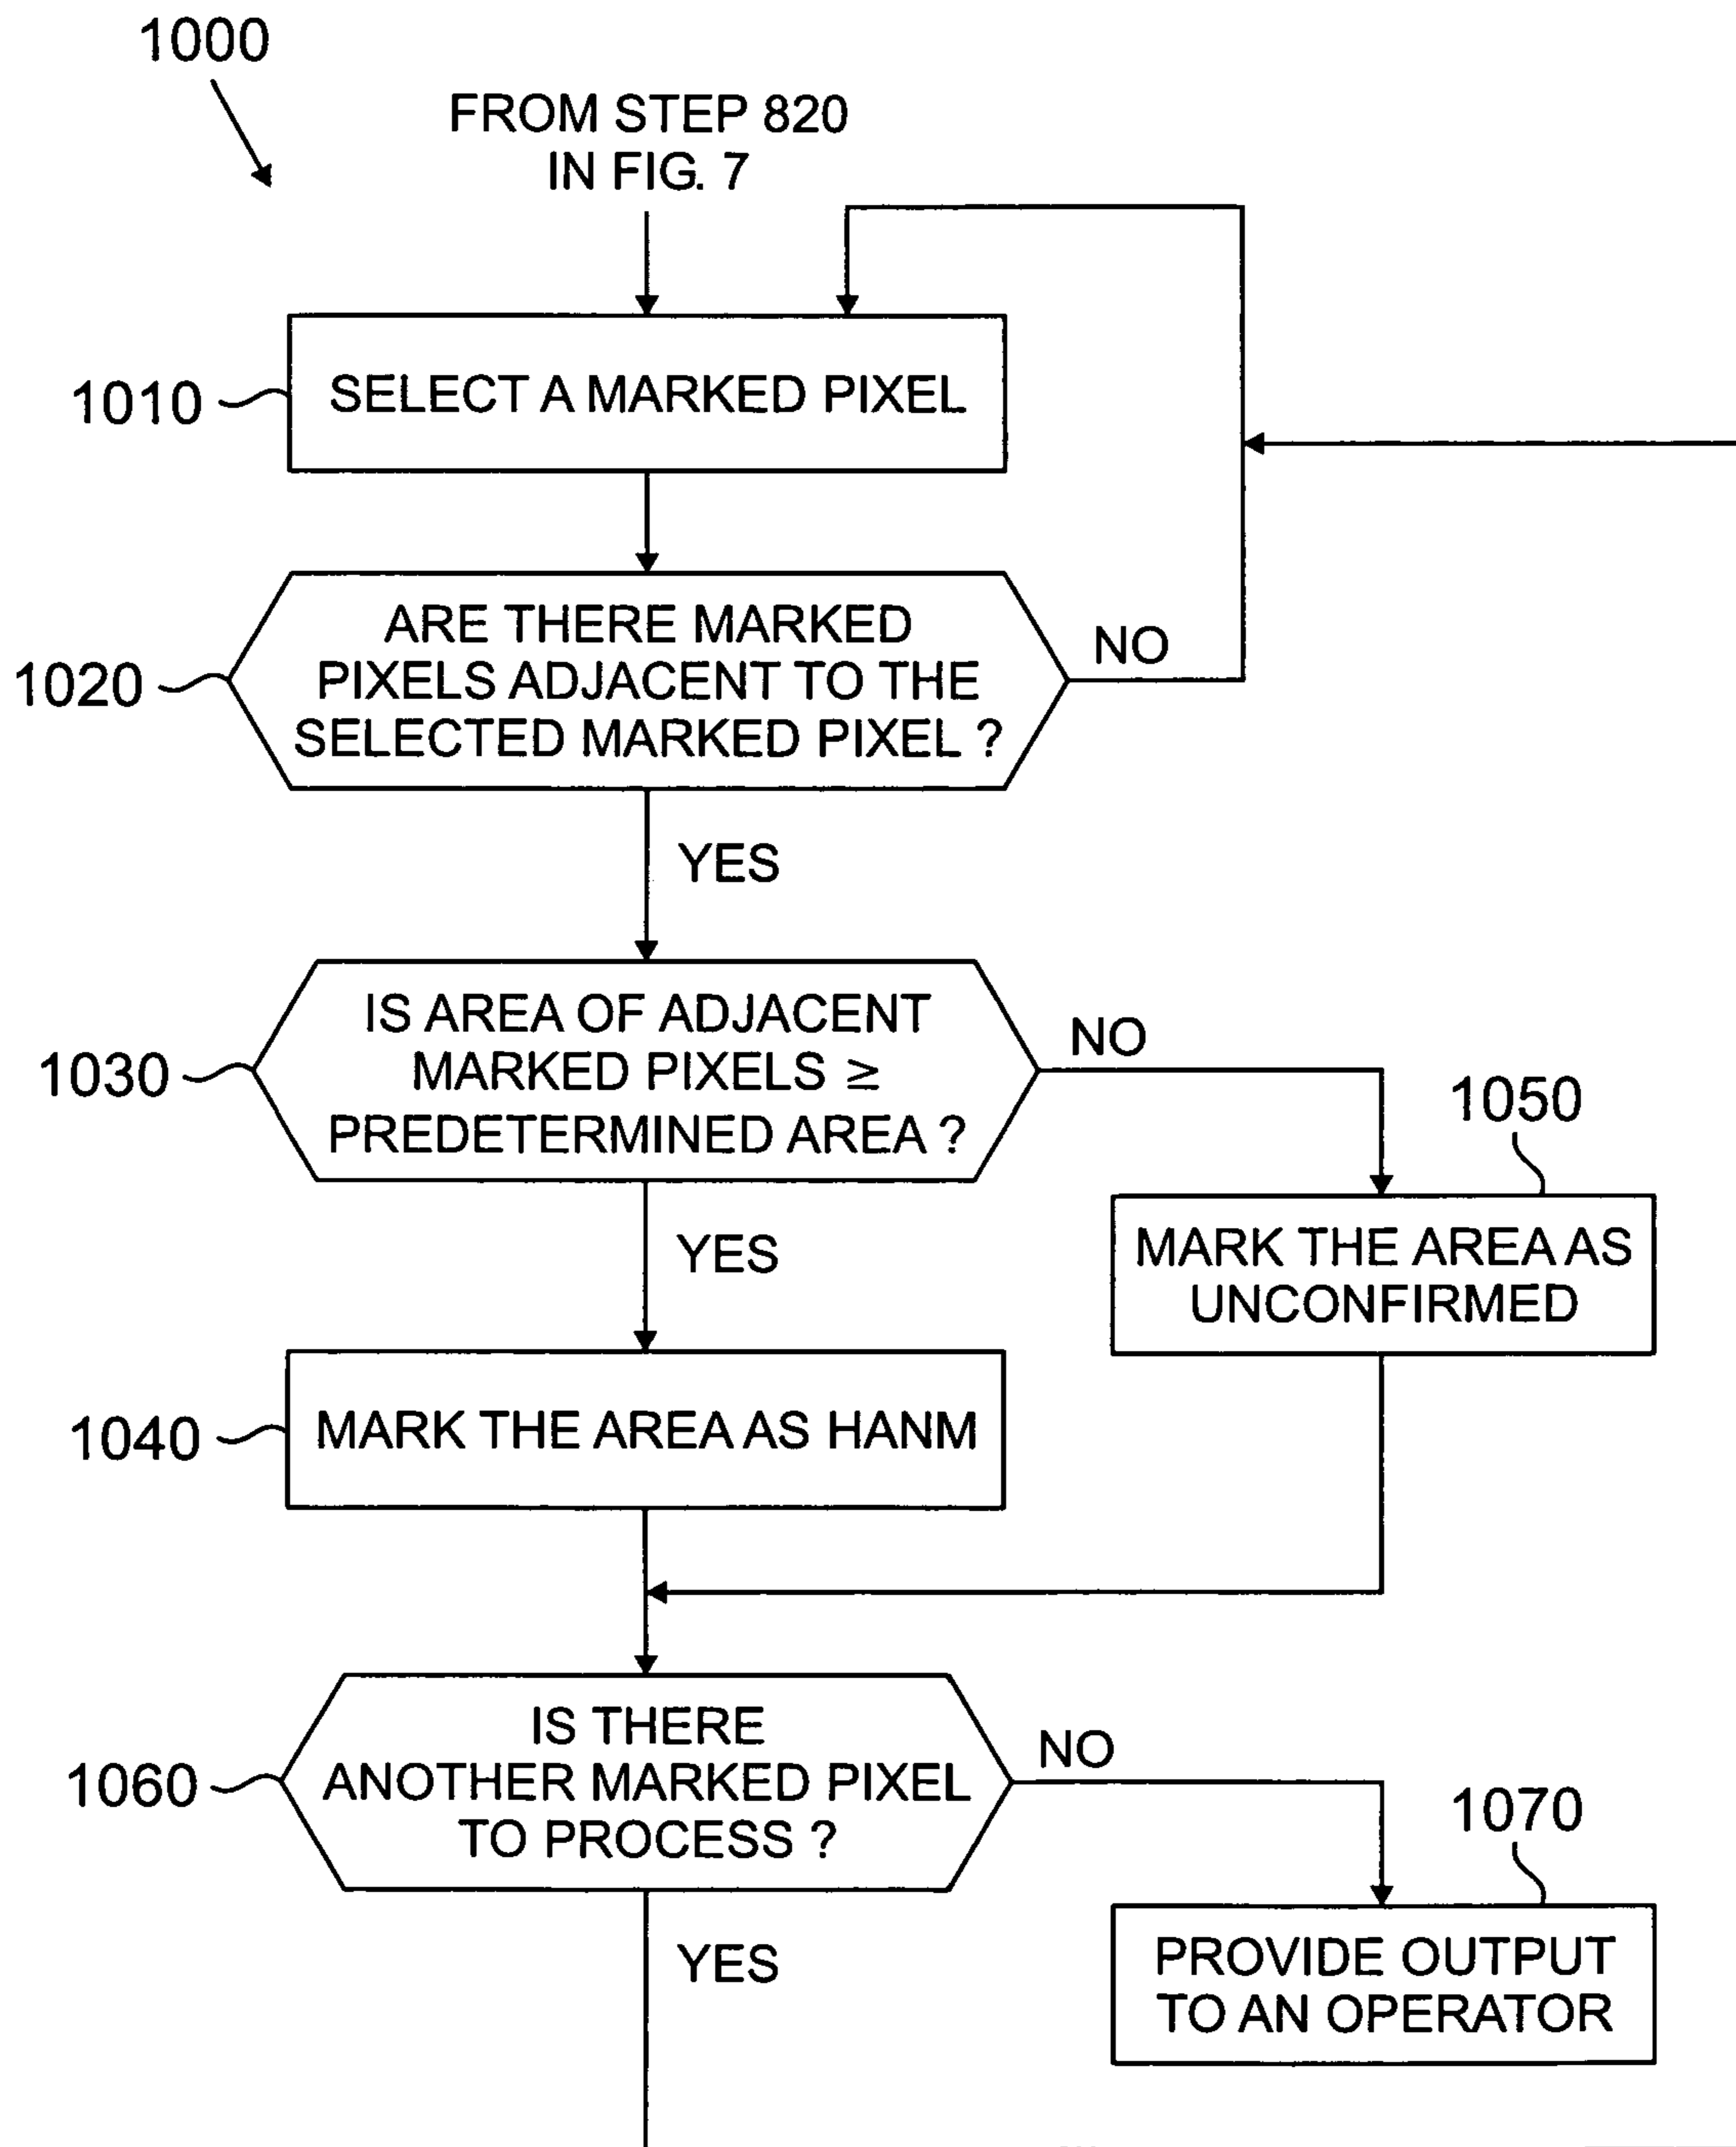 1000
FROM STEP 820
IN FIG. 7
1010
SELECT A MARKED PIXEL
1020
ARE THERE MARKED
PIXELS ADJACENT TO THE
SELECTED MARKED PIXEL ?
NO
YES
1030
IS AREA OF ADJACENT
MARKED PIXELS ≥
PREDETERMINED AREA ?
NO
1050
MARK THE AREA AS
UNCONFIRMED
YES
1040
MARK THE AREA AS HANM
1060
IS THERE
ANOTHER MARKED PIXEL
TO PROCESS ?
NO
1070
PROVIDE OUTPUT
TO AN OPERATOR
YES